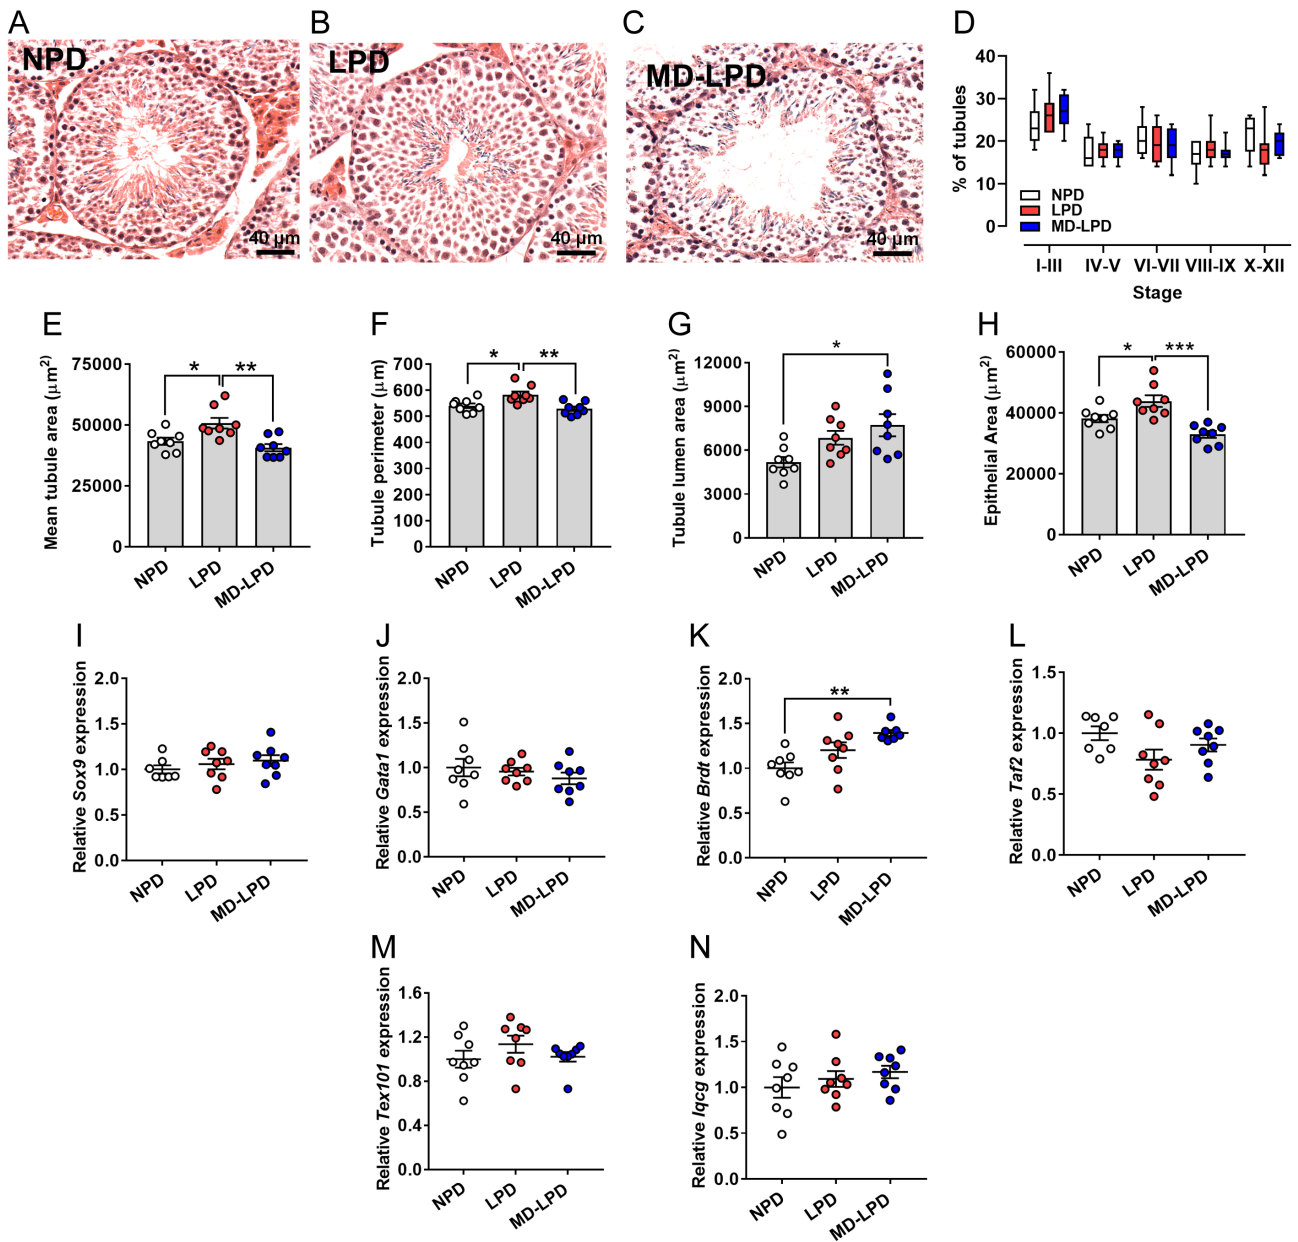 A
B
C
D
NPD
LPD
MD-LPD
40 μm
40 μm
40 μm
% of tubules
40
30
20
10
0
NPD
LPD
MD-LPD
I-III
IV-V
VI-VII
VIII-IX
X-XII
Stage
E
F
G
H
Mean tubule area (μm²)
75000
50000
25000
0
*
**
NPD
LPD
MD-LPD
Tubule perimeter (μm)
700
600
500
400
300
200
100
0
*
**
NPD
LPD
MD-LPD
Tubule lumen area (μm²)
12000
9000
6000
3000
0
*
NPD
LPD
MD-LPD
Epithelial Area (μm²)
60000
40000
20000
0
*
***
NPD
LPD
MD-LPD
I
J
K
L
Relative Sox9 expression
2.0
1.5
1.0
0.5
0.0
NPD
LPD
MD-LPD
Relative Gata1 expression
2.0
1.5
1.0
0.5
0.0
NPD
LPD
MD-LPD
Relative Brdt expression
2.0
1.5
1.0
0.5
0.0
**
NPD
LPD
MD-LPD
Relative Taf2 expression
1.5
1.0
0.5
0.0
NPD
LPD
MD-LPD
M
N
Relative Tex101 expression
1.6
1.2
0.8
0.4
0.0
NPD
LPD
MD-LPD
Relative Iqcg expression
2.0
1.5
1.0
0.5
0.0
NPD
LPD
MD-LPD